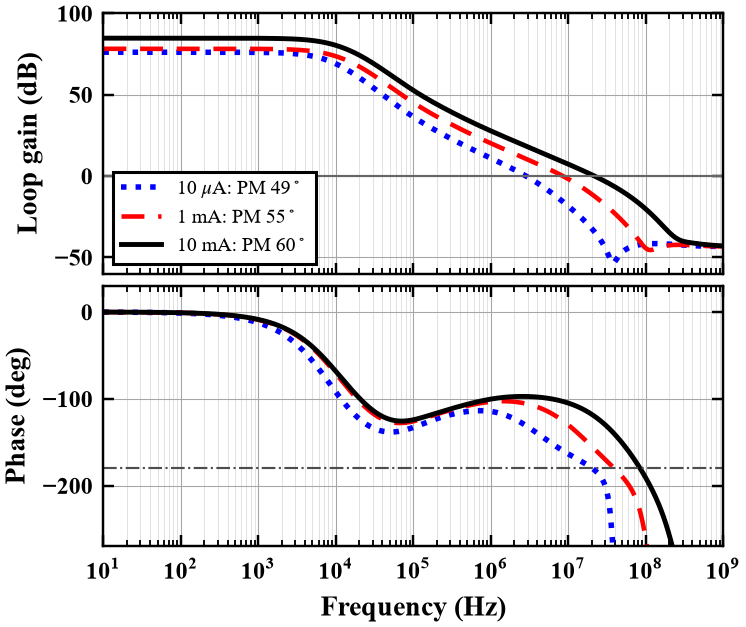 100
50
0
−50
Loop gain (dB)
10 μA: PM 49°
1 mA: PM 55°
10 mA: PM 60°
0
−100
−200
Phase (deg)
10¹ 10² 10³ 10⁴ 10⁵ 10⁶ 10⁷ 10⁸ 10⁹
Frequency (Hz)